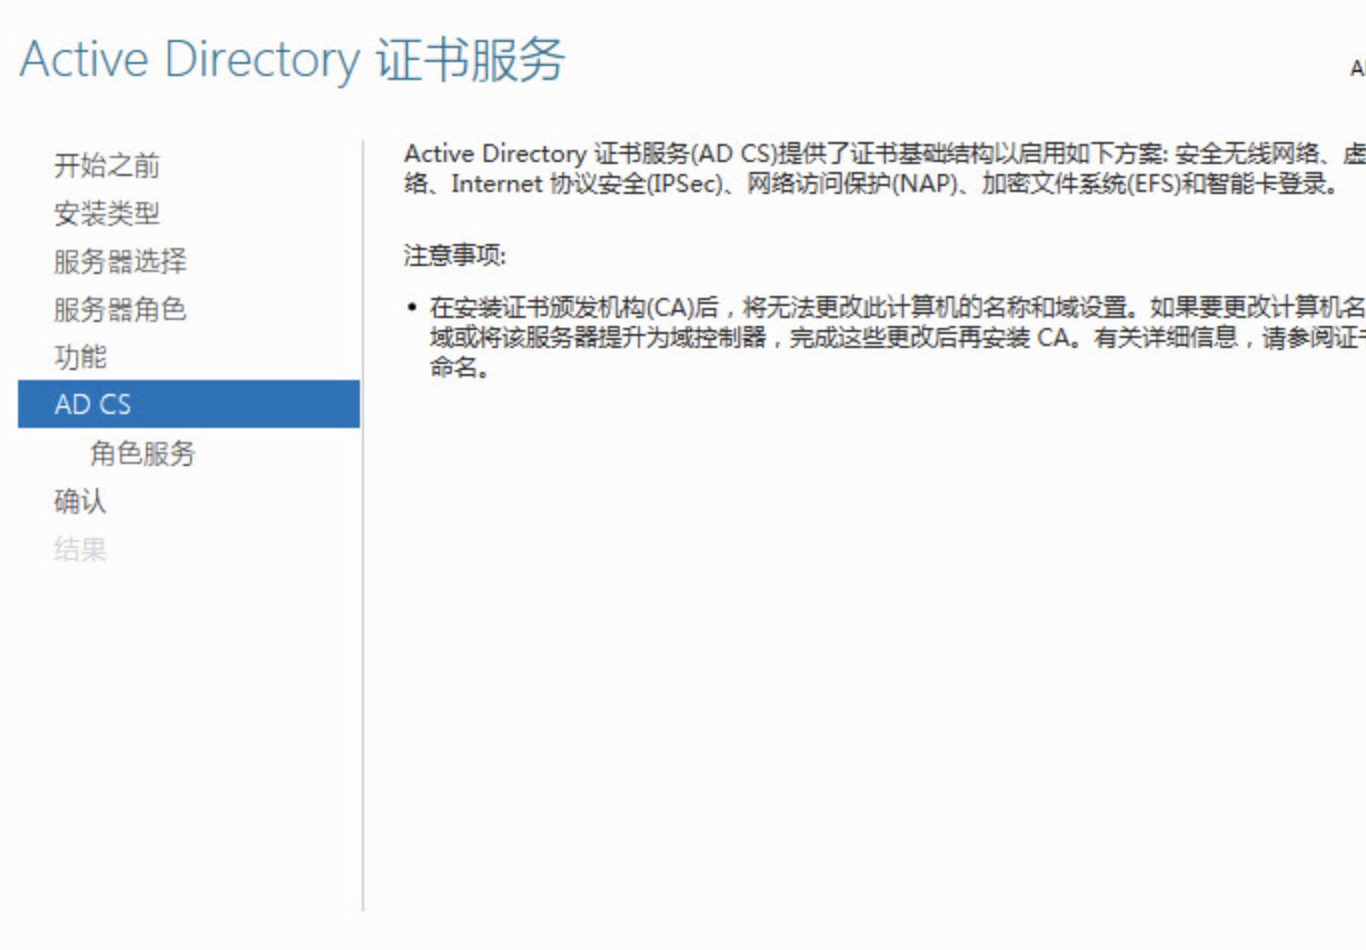 Active Directory 证书服务
开始之前
安装类型
服务器选择
服务器角色
功能
AD CS
角色服务
确认
结果
Active Directory 证书服务(AD CS)提供了证书基础结构以启用如下方案: 安全无线网络、虚
络、Internet 协议安全(IPSec)、网络访问保护(NAP)、加密文件系统(EFS)和智能卡登录。
注意事项:
• 在安装证书颁发机构(CA)后，将无法更改此计算机的名称和域设置。如果要更改计算机名
域或将该服务器提升为域控制器，完成这些更改后再安装 CA。有关详细信息，请参阅证书
命名。